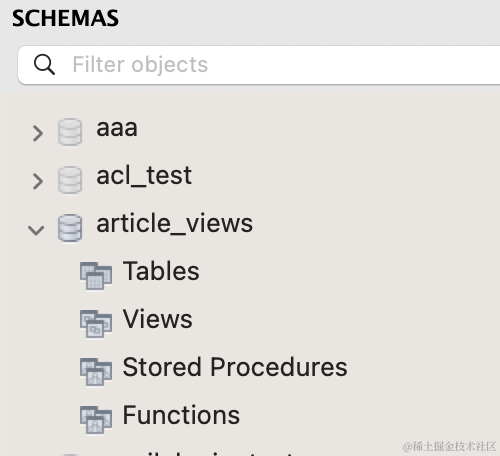 SCHEMAS
Filter objects
aaa
acl_test
article_views
Tables
Views
Stored Procedures
Functions
@稀土掘金技术社区